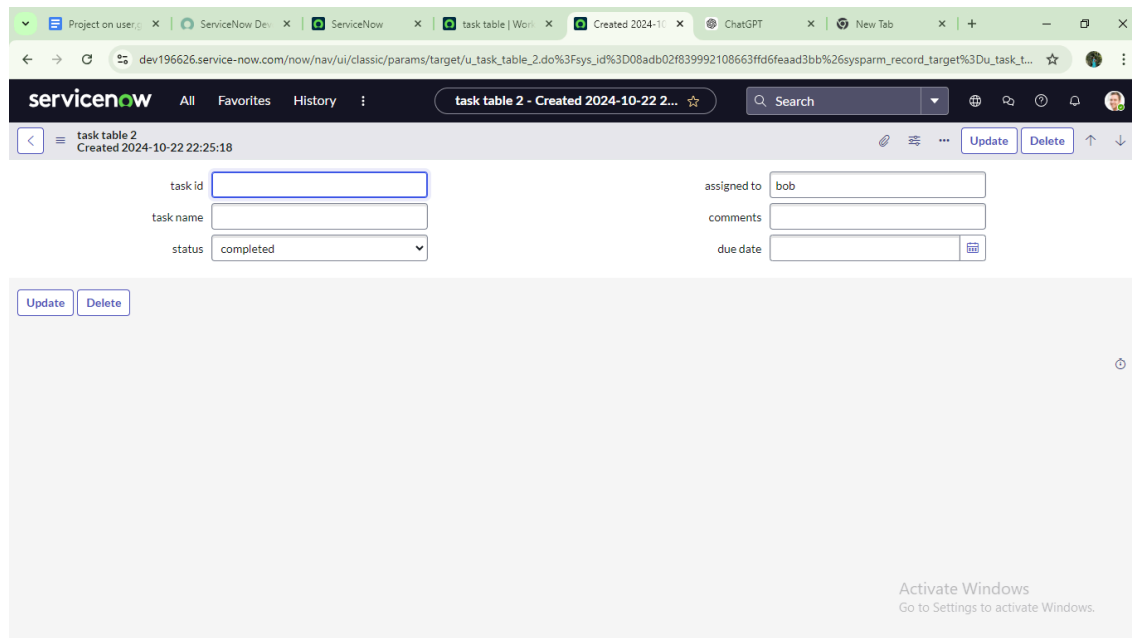 Project on user,g
ServiceNow Dev
ServiceNow
task table | Work
Created 2024-10
ChatGPT
New Tab
dev196626.service-now.com/now/nav/ui/classic/params/target/u_task_table_2.do%3Fsys_id%3D08adb02f839992108663ffd6feaad3bb%26sysparm_record_target%3Du_task_t...
servicenow All Favorites History task table 2 - Created 2024-10-22 2... Search
task table 2
Created 2024-10-22 22:25:18
Update Delete
task id
assigned to bob
task name
comments
status completed
due date
Update Delete
Activate Windows
Go to Settings to activate Windows.